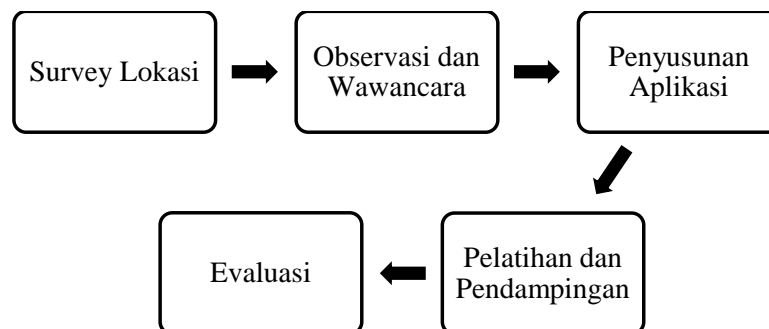 Survey Lokasi
Observasi dan
Wawancara
Penyusunan
Aplikasi
Pelatihan dan
Pendampingan
Evaluasi